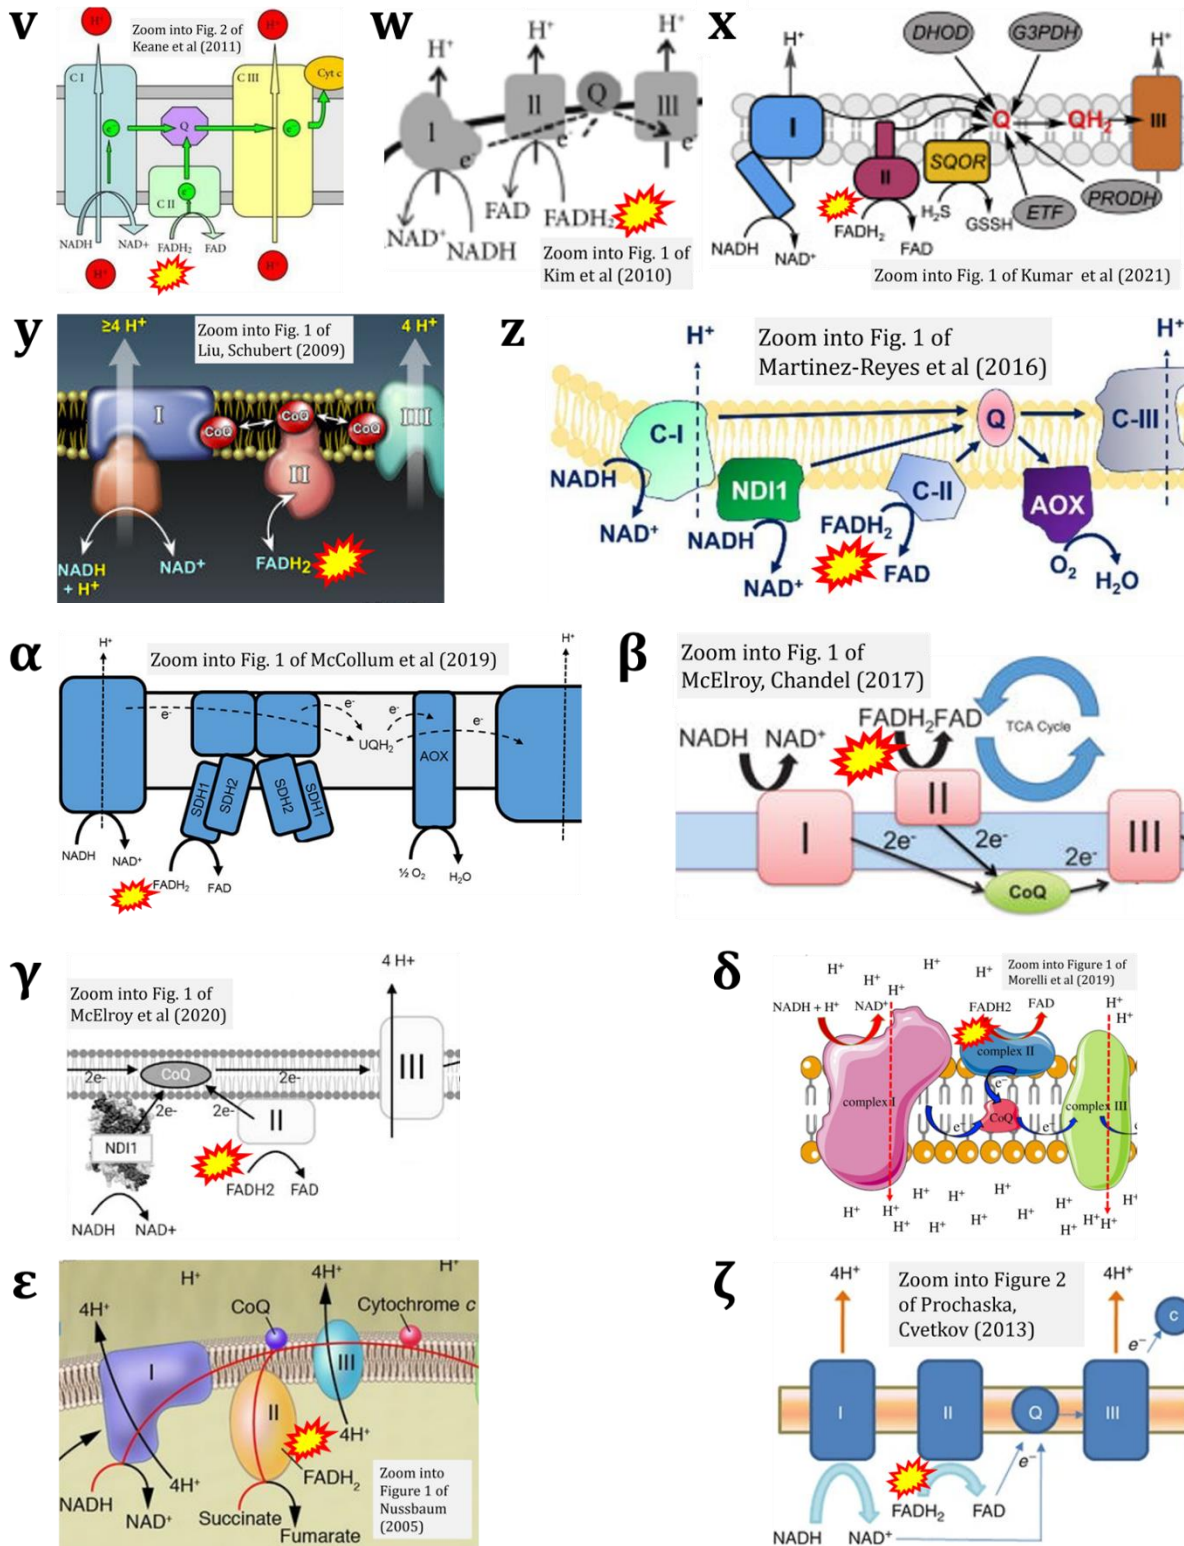 v
H⁺
Zoom into Fig. 2 of
Keane et al (2011)
H⁺
C I
C III
Cyt c
e⁻
Q
e⁻
e⁻
C II
NADH
NAD+
FADH₂
FAD
H⁺
H⁺
w
H⁺
H⁺
H⁺
I
II
Q
III
e⁻
e⁻
FAD
FADH₂
NAD⁺
NADH
Zoom into Fig. 1 of
Kim et al (2010)
x
DHOD
G3PDH
H⁺
H⁺
I
Q
QH₂
III
II
SQOR
FADH₂
H₂S
GSSH
ETF
PRODH
NADH
NAD⁺
FAD
Zoom into Fig. 1 of Kumar et al (2021)
y
≥4 H⁺
Zoom into Fig. 1 of
Liu, Schubert (2009)
4 H⁺
I
CoQ
CoQ
CoQ
III
II
NADH
+ H⁺
NAD⁺
FADH₂
z
H⁺
Zoom into Fig. 1 of
Martinez-Reyes et al (2016)
H⁺
C-I
Q
C-III
NADH
NDI1
C-II
AOX
NAD⁺
NADH
FADH₂
NAD⁺
FAD
O₂
H₂O
α
H⁺
Zoom into Fig. 1 of McCollum et al (2019)
H⁺
e⁻
e⁻
e⁻
e⁻
UQH₂
AOX
SDH1
SDH2
SDH2
SDH1
NADH
NAD⁺
FADH₂
FAD
½ O₂
H₂O
β
Zoom into Fig. 1 of
McElroy, Chandel (2017)
NADH
NAD⁺
FADH₂
FAD
TCA Cycle
I
II
III
2e⁻
2e⁻
2e⁻
CoQ
γ
Zoom into Fig. 1 of
McElroy et al (2020)
4 H+
2e-
CoQ
2e-
III
2e-
2e-
II
NDI1
FADH2
FAD
NADH
NAD+
δ
H⁺
H⁺
H⁺
H⁺
Zoom into Figure 1 of
Morelli et al (2019)
NADH + H⁺
NAD⁺
H⁺
FADH2
FAD
H⁺
H⁺
complex II
complex I
e⁻
e⁻
CoQ
e⁻
complex III
H⁺
H⁺
H⁺
H⁺
H⁺
H⁺
H⁺
H⁺
H⁺
H⁺
H⁺
H⁺
H⁺
ε
H⁺
4H⁺
H⁺
4H⁺
CoQ
Cytochrome c
I
III
II
4H⁺
4H⁺
FADH₂
NADH
NAD⁺
Succinate
Fumarate
Zoom into
Figure 1 of
Nussbaum
(2005)
ζ
4H⁺
Zoom into Figure 2
of Prochaska,
Cvetkov (2013)
4H⁺
C
e⁻
I
II
Q
III
e⁻
FADH₂
FAD
NADH
NAD⁺